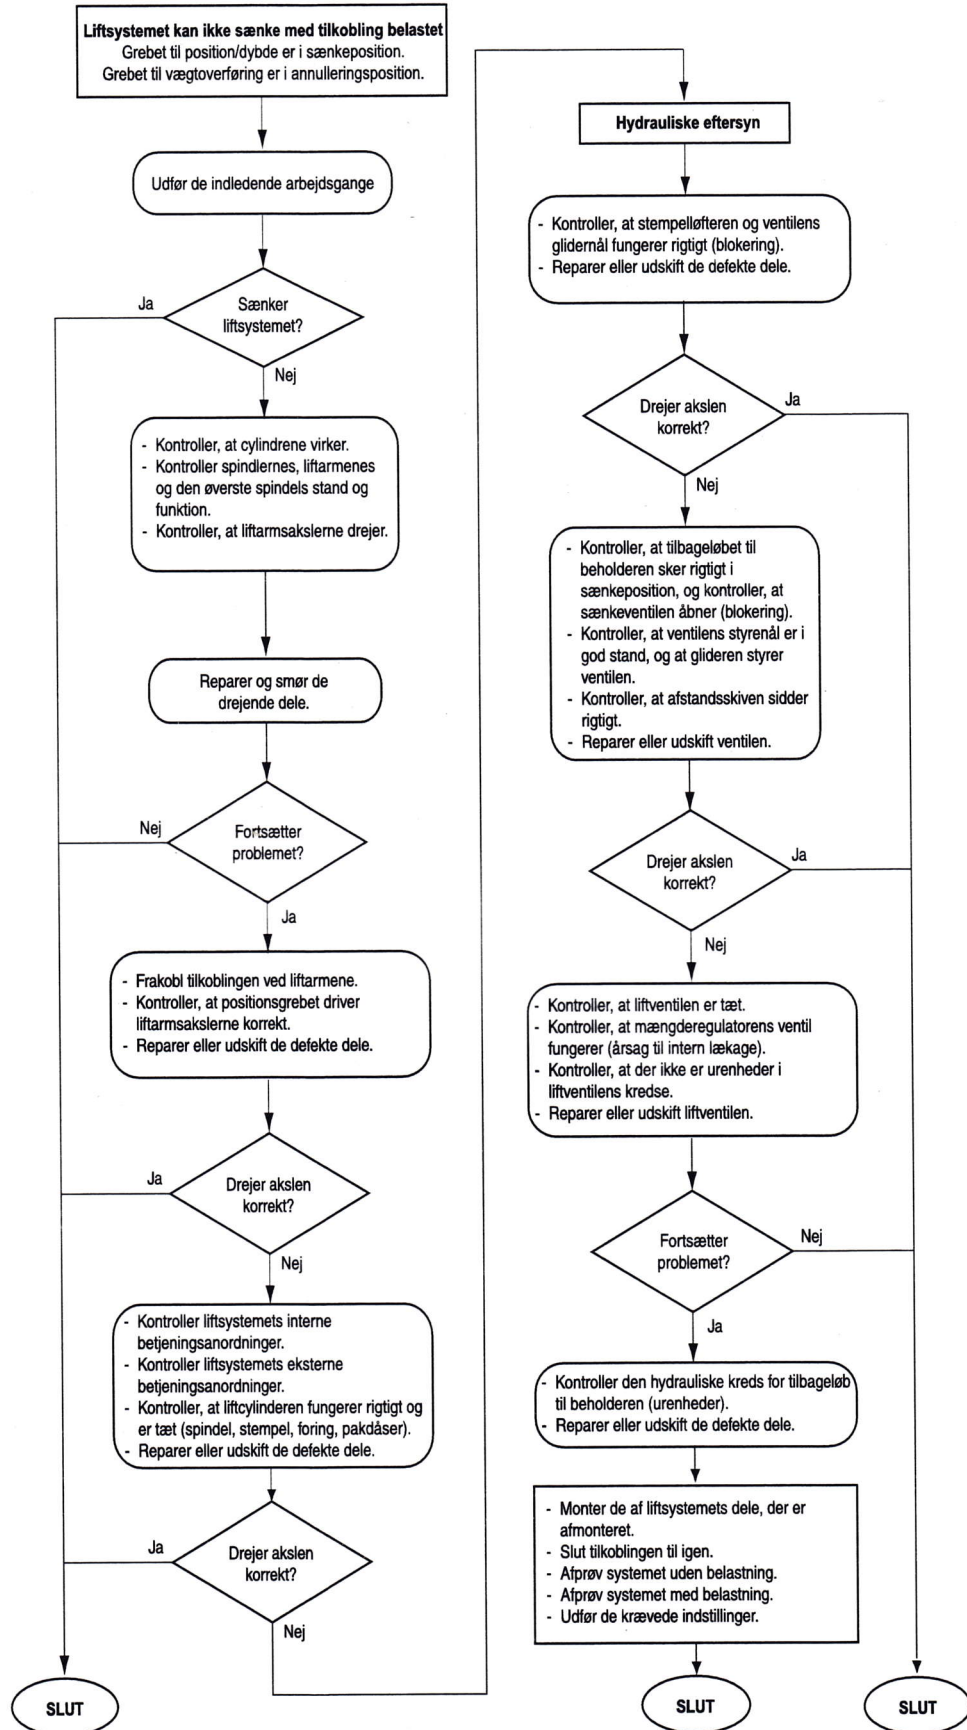 Liftsystemet kan ikke sænke med tilkobling belastet
Grebet til position/dybde er i sænkeposition.
Grebet til vægtoverføring er i annulleringsposition.
Udfør de indledende arbejdsgange
Sænker
liftsystemet?
Ja
Nej
- Kontroller, at cylindrene virker.
- Kontroller spindlernes, liftarmenes
og den øverste spindels stand og
funktion.
- Kontroller, at liftarmsakslerne drejer.
Reparer og smør de
drejende dele.
Fortsætter
problemet?
Nej
Ja
- Frakobl tilkoblingen ved liftarmene.
- Kontroller, at positionsgrebet driver
liftarmsakslerne korrekt.
- Reparer eller udskift de defekte dele.
Drejer akslen
korrekt?
Ja
Nej
- Kontroller liftsystemets interne
betjeningsanordninger.
- Kontroller liftsystemets eksterne
betjeningsanordninger.
- Kontroller, at liftcylinderen fungerer rigtigt og
er tæt (spindel, stempel, foring, pakdåser).
- Reparer eller udskift de defekte dele.
Drejer akslen
korrekt?
Ja
Nej
SLUT
Hydrauliske eftersyn
- Kontroller, at stempelløfteren og ventilens
glidernål fungerer rigtigt (blokering).
- Reparer eller udskift de defekte dele.
Drejer akslen
korrekt?
Ja
Nej
- Kontroller, at tilbageløbet til
beholderen sker rigtigt i
sænkeposition, og kontroller, at
sænkeventilen åbner (blokering).
- Kontroller, at ventilens styrenål er i
god stand, og at glideren styrer
ventilen.
- Kontroller, at afstandsskiven sidder
rigtigt.
- Reparer eller udskift ventilen.
Drejer akslen
korrekt?
Ja
Nej
- Kontroller, at liftventilen er tæt.
- Kontroller, at mængderegulatorens ventil
fungerer (årsag til intern lækage).
- Kontroller, at der ikke er urenheder i
liftventilens kredse.
- Reparer eller udskift liftventilen.
Fortsætter
problemet?
Nej
Ja
- Kontroller den hydrauliske kreds for tilbageløb
til beholderen (urenheder).
- Reparer eller udskift de defekte dele.
- Monter de af liftsystemets dele, der er
afmonteret.
- Slut tilkoblingen til igen.
- Afprøv systemet uden belastning.
- Afprøv systemet med belastning.
- Udfør de krævede indstillinger.
SLUT
SLUT